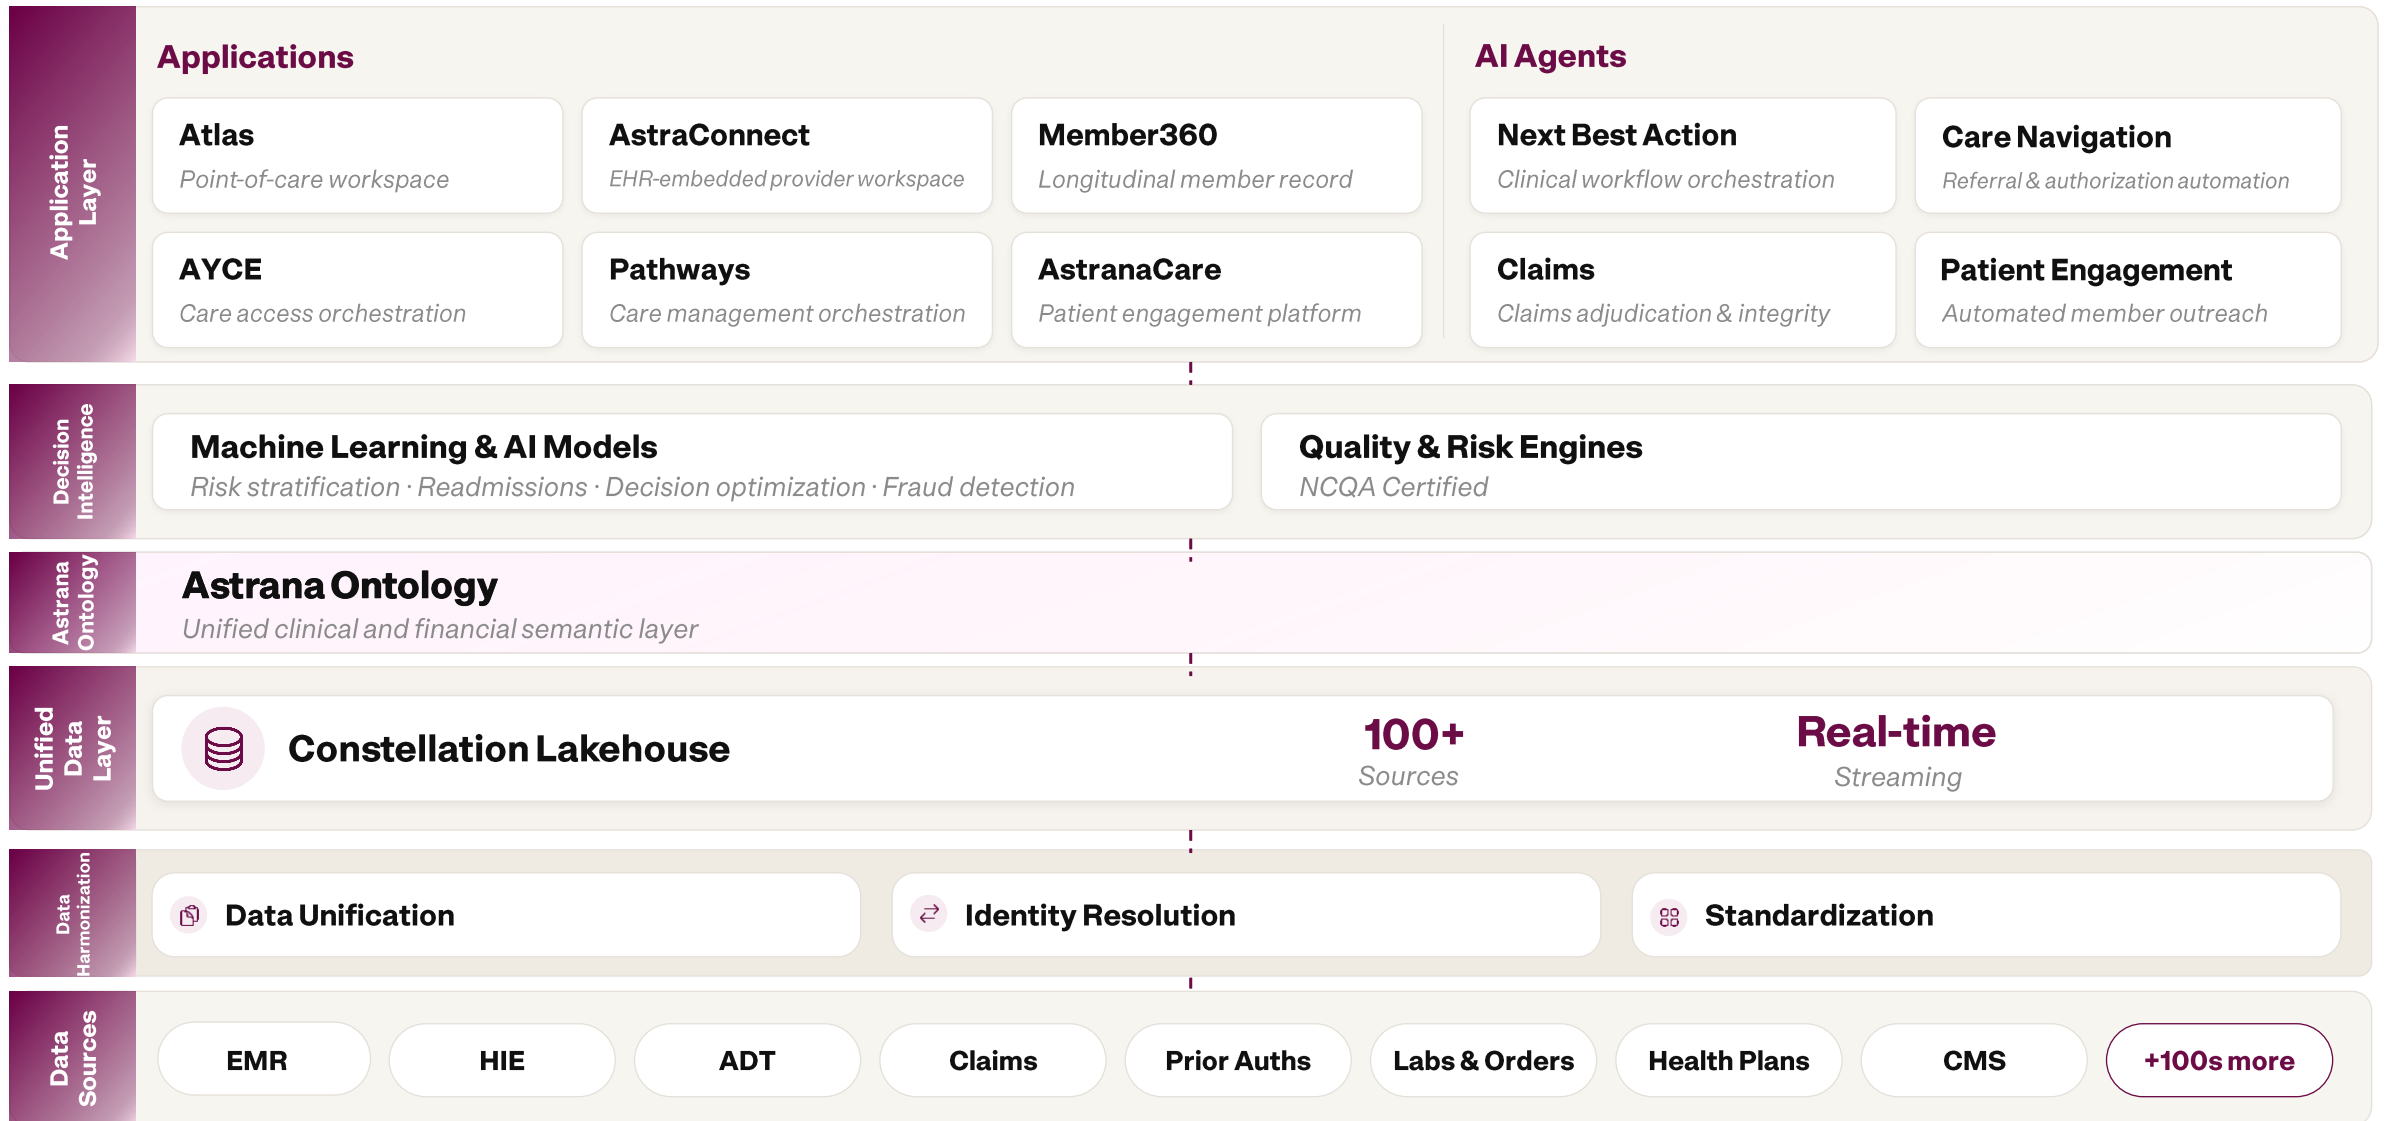 Application
Layer
Applications
AI Agents
Atlas
Point-of-care workspace
AstraConnect
EHR-embedded provider workspace
Member360
Longitudinal member record
Next Best Action
Clinical workflow orchestration
Care Navigation
Referral & authorization automation
AYCE
Care access orchestration
Pathways
Care management orchestration
AstranaCare
Patient engagement platform
Claims
Claims adjudication & integrity
Patient Engagement
Automated member outreach
Decision
Intelligence
Machine Learning & AI Models
Risk stratification · Readmissions · Decision optimization · Fraud detection
Quality & Risk Engines
NCQA Certified
Astrana
Ontology
Astrana Ontology
Unified clinical and financial semantic layer
Unified
Data
Layer
Constellation Lakehouse
100+
Sources
Real-time
Streaming
Data
Harmonization
Data Unification
Identity Resolution
Standardization
Data
Sources
EMR
HIE
ADT
Claims
Prior Auths
Labs & Orders
Health Plans
CMS
+100s more